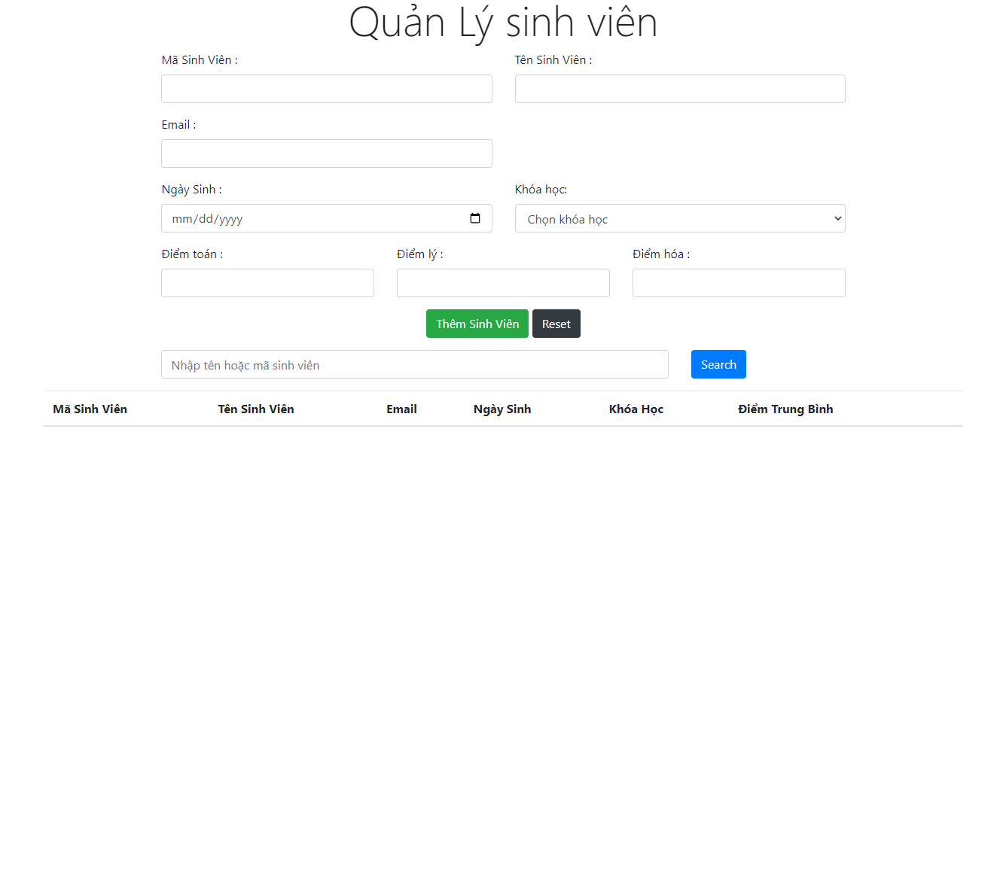 Quản Lý sinh viên
Mã Sinh Viên : Tên Sinh Viên :
Email :
Ngày Sinh : Khóa học:
mm/dd/yyyy Chọn khóa học
Điểm toán : Điểm lý : Điểm hóa :
Thêm Sinh Viên Reset
Nhập tên hoặc mã sinh viên Search
Mã Sinh Viên Tên Sinh Viên Email Ngày Sinh Khóa Học Điểm Trung Bình